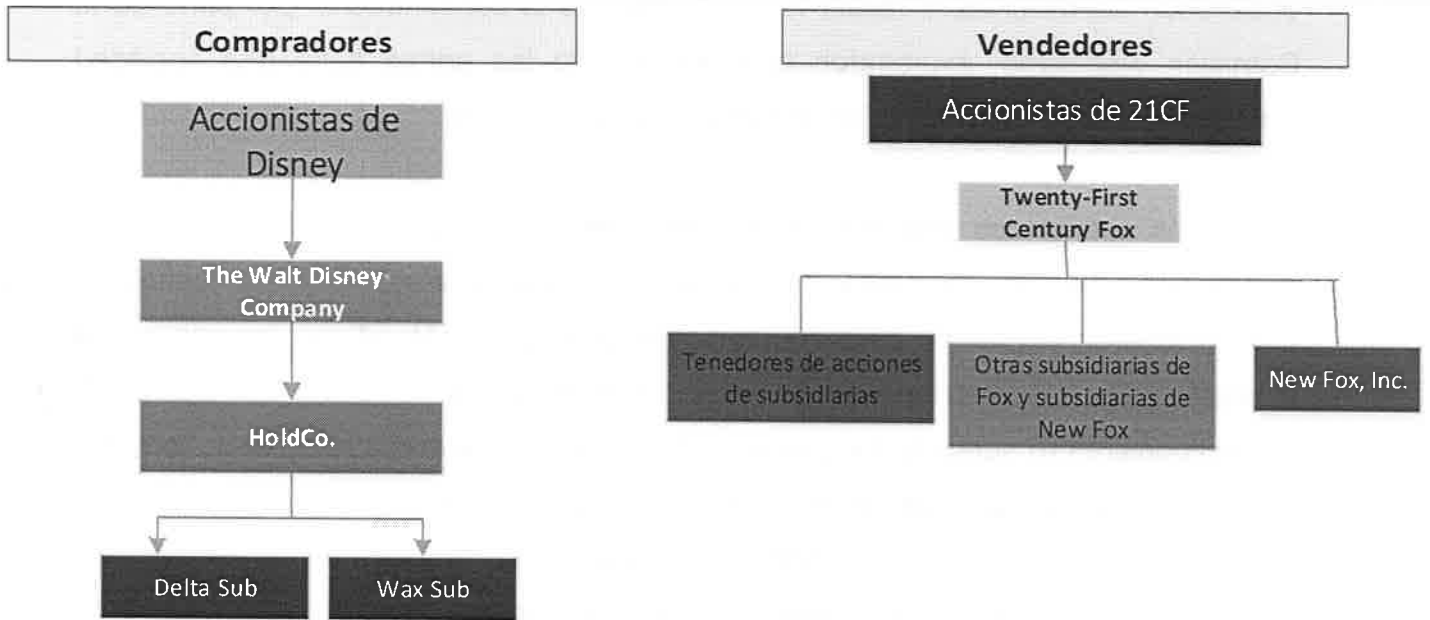 Compradores
Accionistas de
Disney
The Walt Disney
Company
HoldCo.
Delta Sub
Wax Sub
Vendedores
Accionistas de 21CF
Twenty-First
Century Fox
Tenedores de acciones
de subsidiarias
Otras subsidiarias de
Fox y subsidiarias de
New Fox
New Fox, Inc.